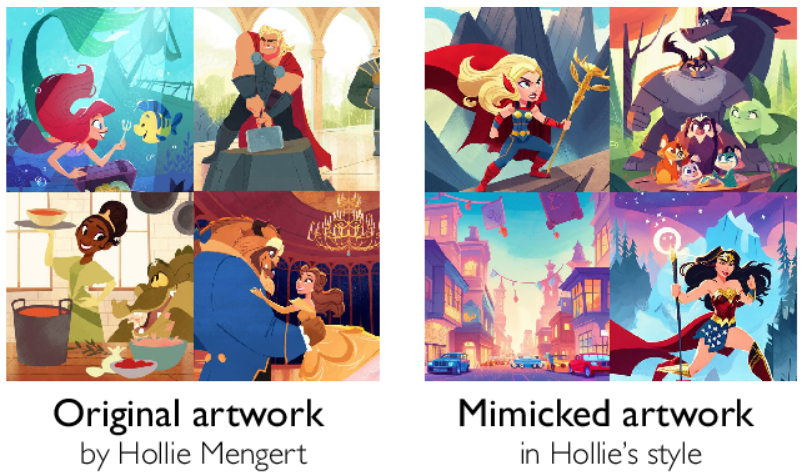 Original artwork
by Hollie Mengert
Mimicked artwork
in Hollie's style